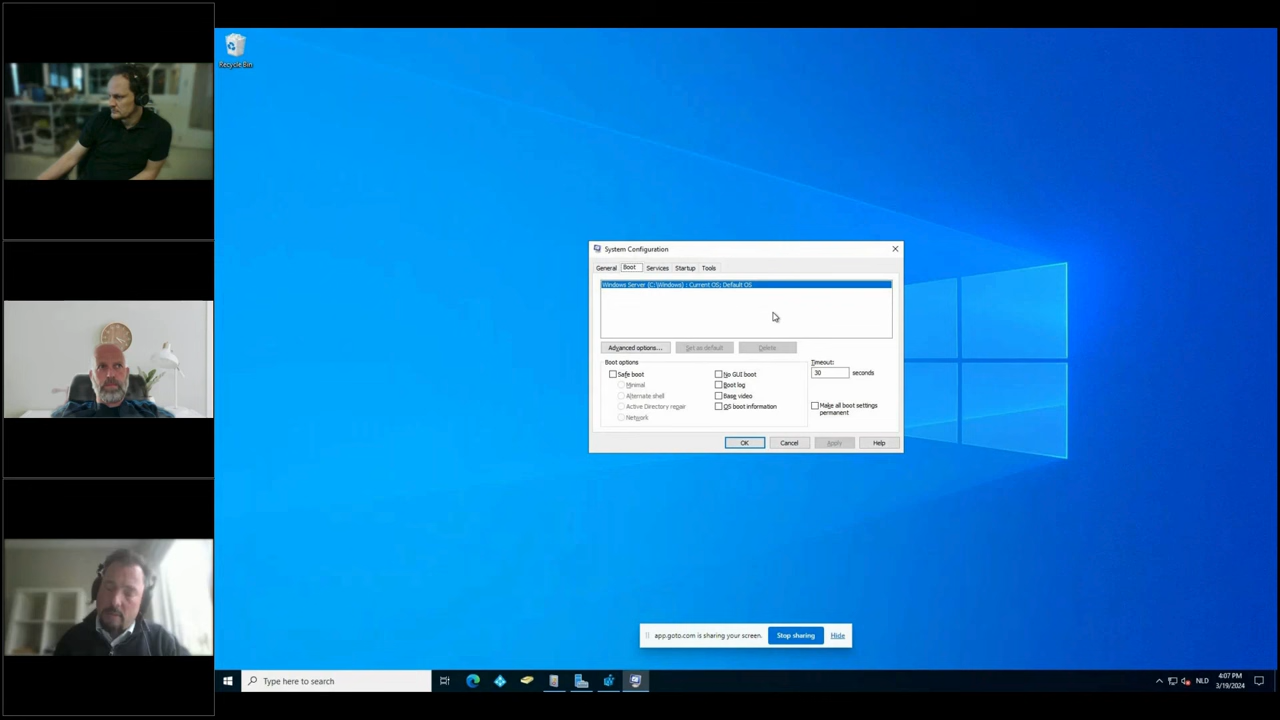 Recycle Bin
System Configuration
General Boot Services Startup Tools
Windows Server (C:\Windows) : Current OS; Default OS
Advanced options... Set as default Delete
Boot options
Timeout:
Safe boot
No GUI boot
30 seconds
Minimal
Boot log
Alternate shell
Base video
Active Directory repair
OS boot information
Make all boot settings
permanent
Network
OK Cancel Apply Help
app.goto.com is sharing your screen. Stop sharing Hide
Type here to search
NLD
4:07 PM
3/19/2024